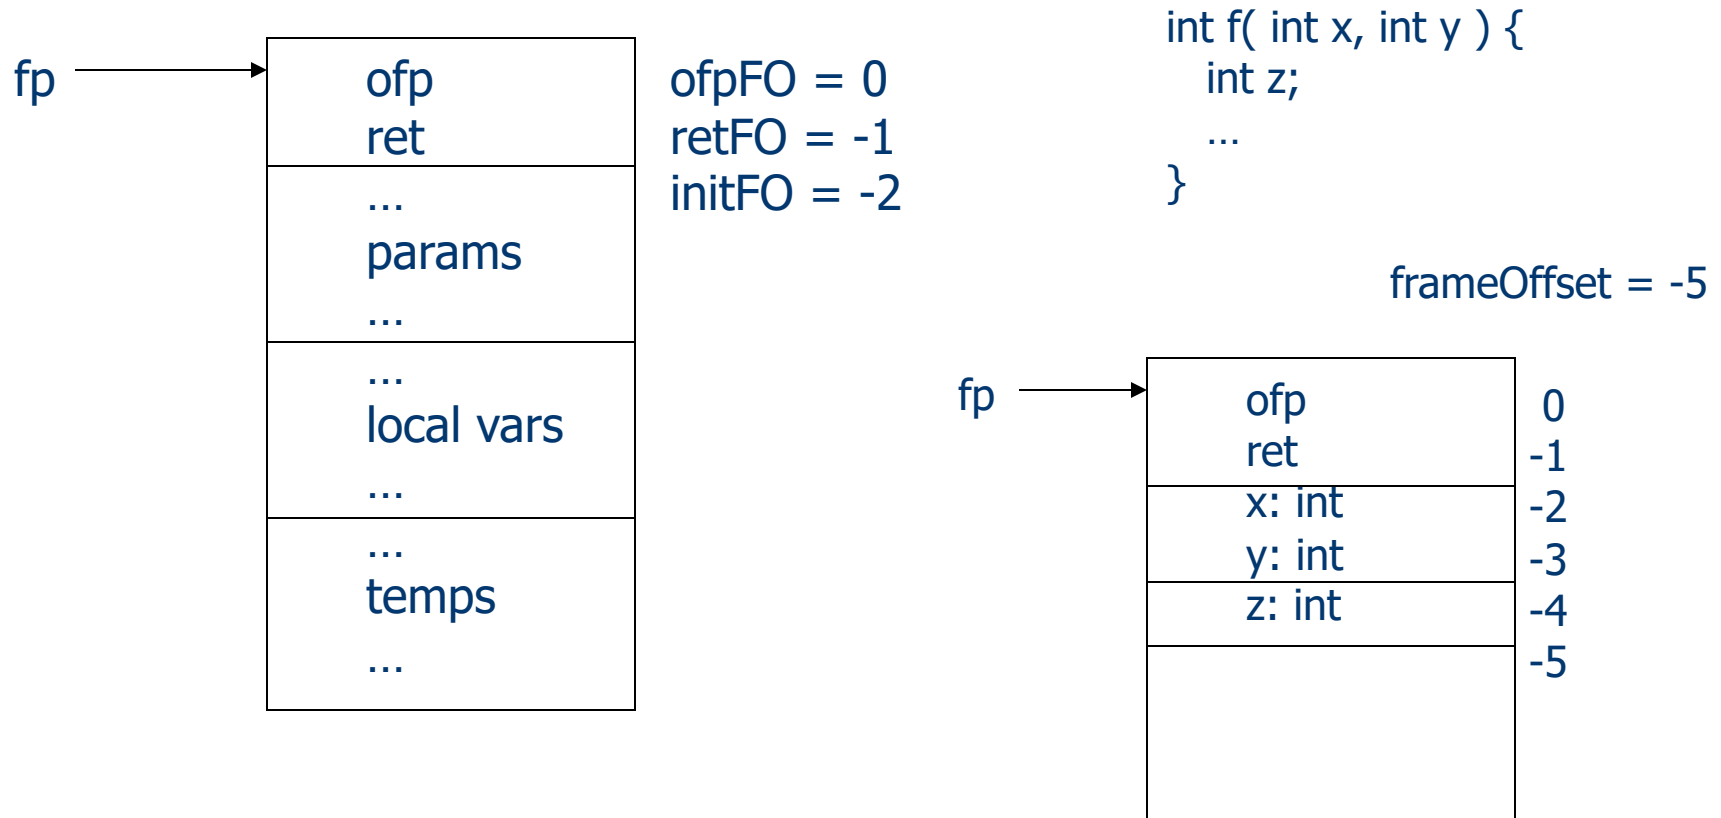 fp
ofp
ret
...
params
...
...
local vars
...
...
temps
...
ofpFO = 0
retFO = -1
initFO = -2
int f( int x, int y ) {
int z;
...
}
frameOffset = -5
fp
ofp 0
ret -1
x: int -2
y: int -3
z: int -4
-5